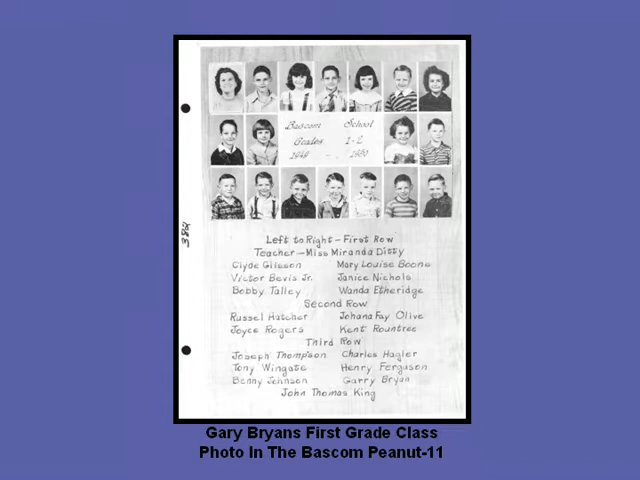 Bascom School
Grades 1-2
1949 - 1950
386
Left to Right - First Row
Teacher - Miss Miranda Ditty
Clyde Glisson Mary Louise Boone
Victor Bevis Jr. Janice Nichols
Bobby Talley Wanda Etheridge
Second Row
Russel Hatcher Johana Fay Olive
Joyce Rogers Kent Rountree
Third Row
Joseph Thompson Charles Hagler
Tony Wingate Henry Ferguson
Benny Johnson Garry Bryan
John Thomas King
Gary Bryans First Grade Class
Photo In The Bascom Peanut-11